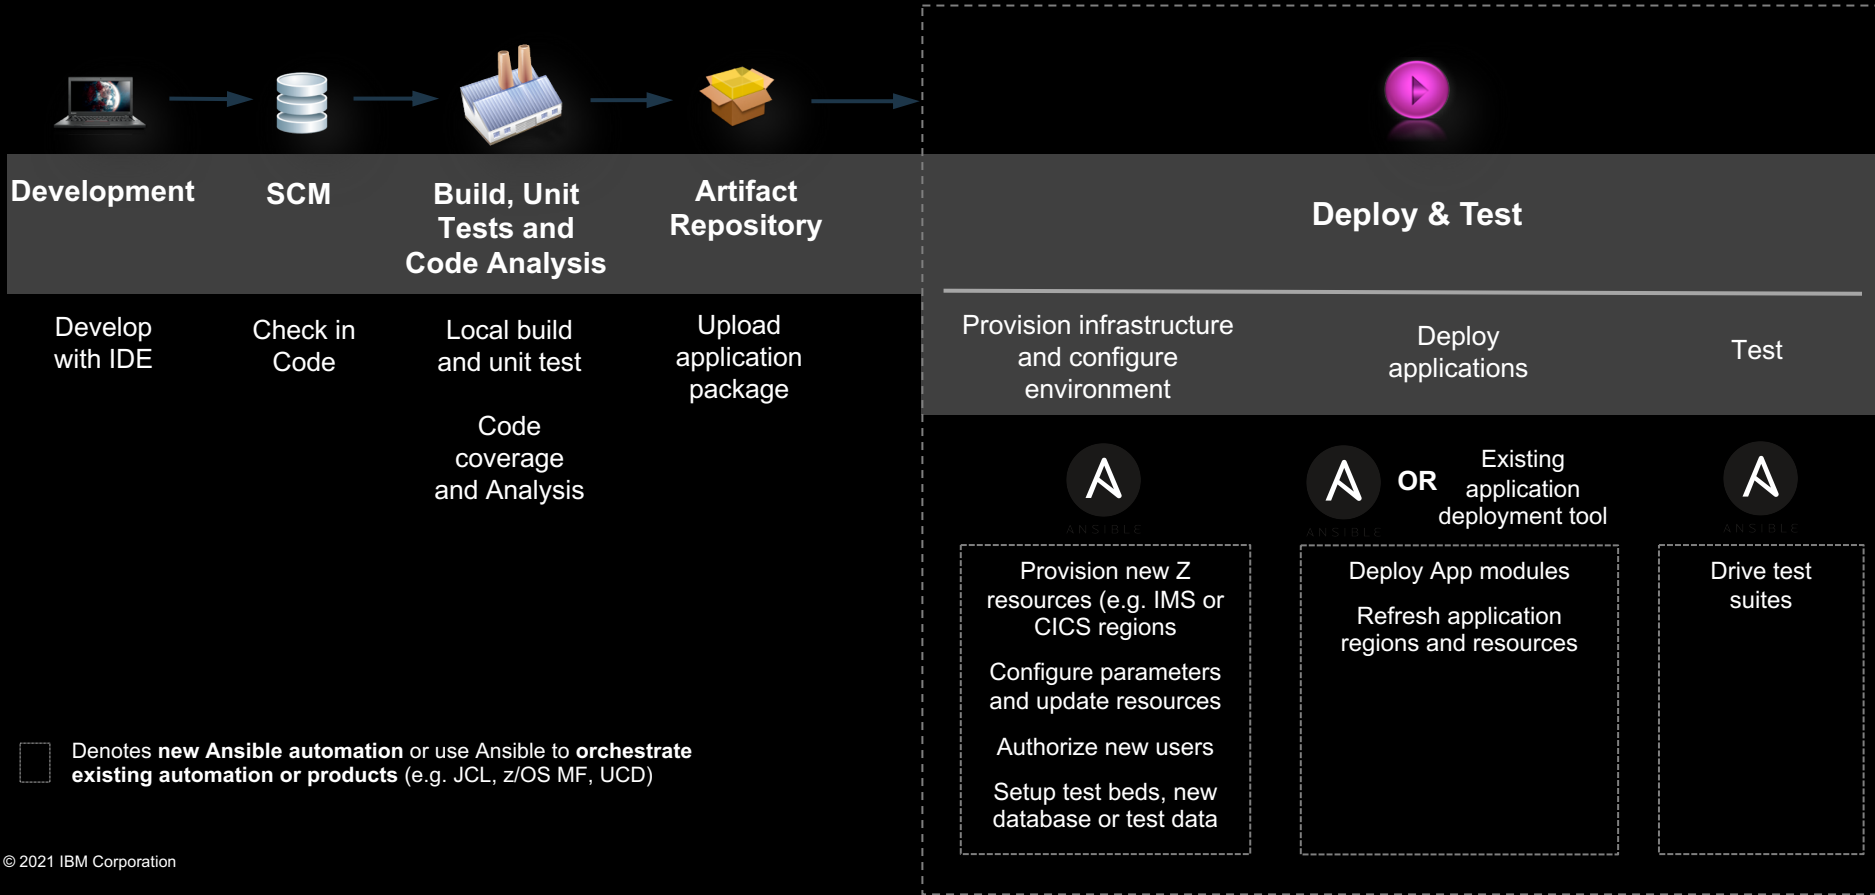 Development
SCM
Build, Unit
Tests and
Code Analysis
Artifact
Repository
Deploy & Test
Develop
with IDE
Check in
Code
Local build
and unit test
Code
coverage
and Analysis
Upload
application
package
Provision infrastructure
and configure
environment
Deploy
applications
Test
ANSIBLE
ANSIBLE
OR
Existing
application
deployment tool
ANSIBLE
Provision new Z
resources (e.g. IMS or
CICS regions
Configure parameters
and update resources
Authorize new users
Setup test beds, new
database or test data
Deploy App modules
Refresh application
regions and resources
Drive test
suites
Denotes new Ansible automation or use Ansible to orchestrate
existing automation or products (e.g. JCL, z/OS MF, UCD)
© 2021 IBM Corporation